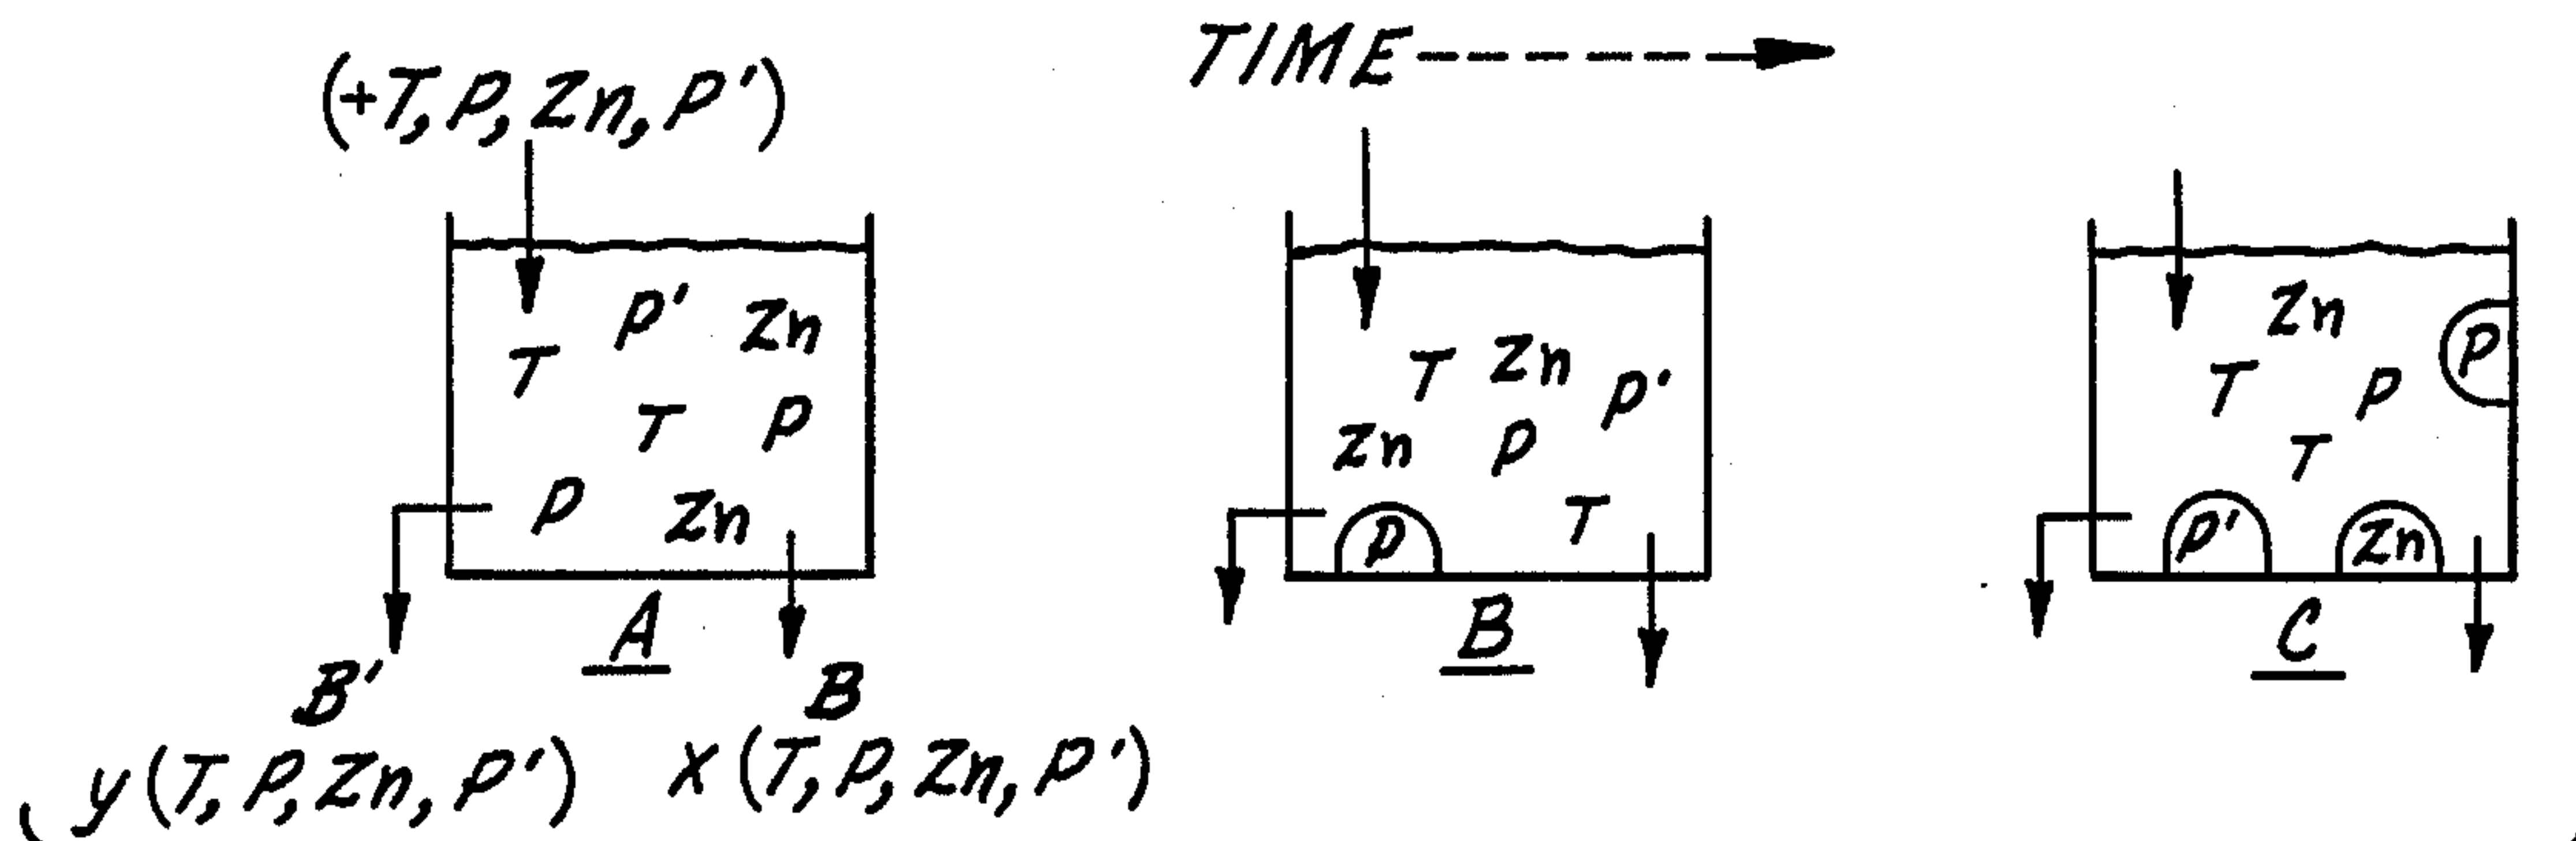 TIME
(+T, P, Zn, P')
P' Zn
T
T P
P Zn
A
B' B
y(T, P, Zn, P') x(T, P, Zn, P')
T Zn P'
Zn P
P T
B
Zn
P
T P
T
P' Zn
C